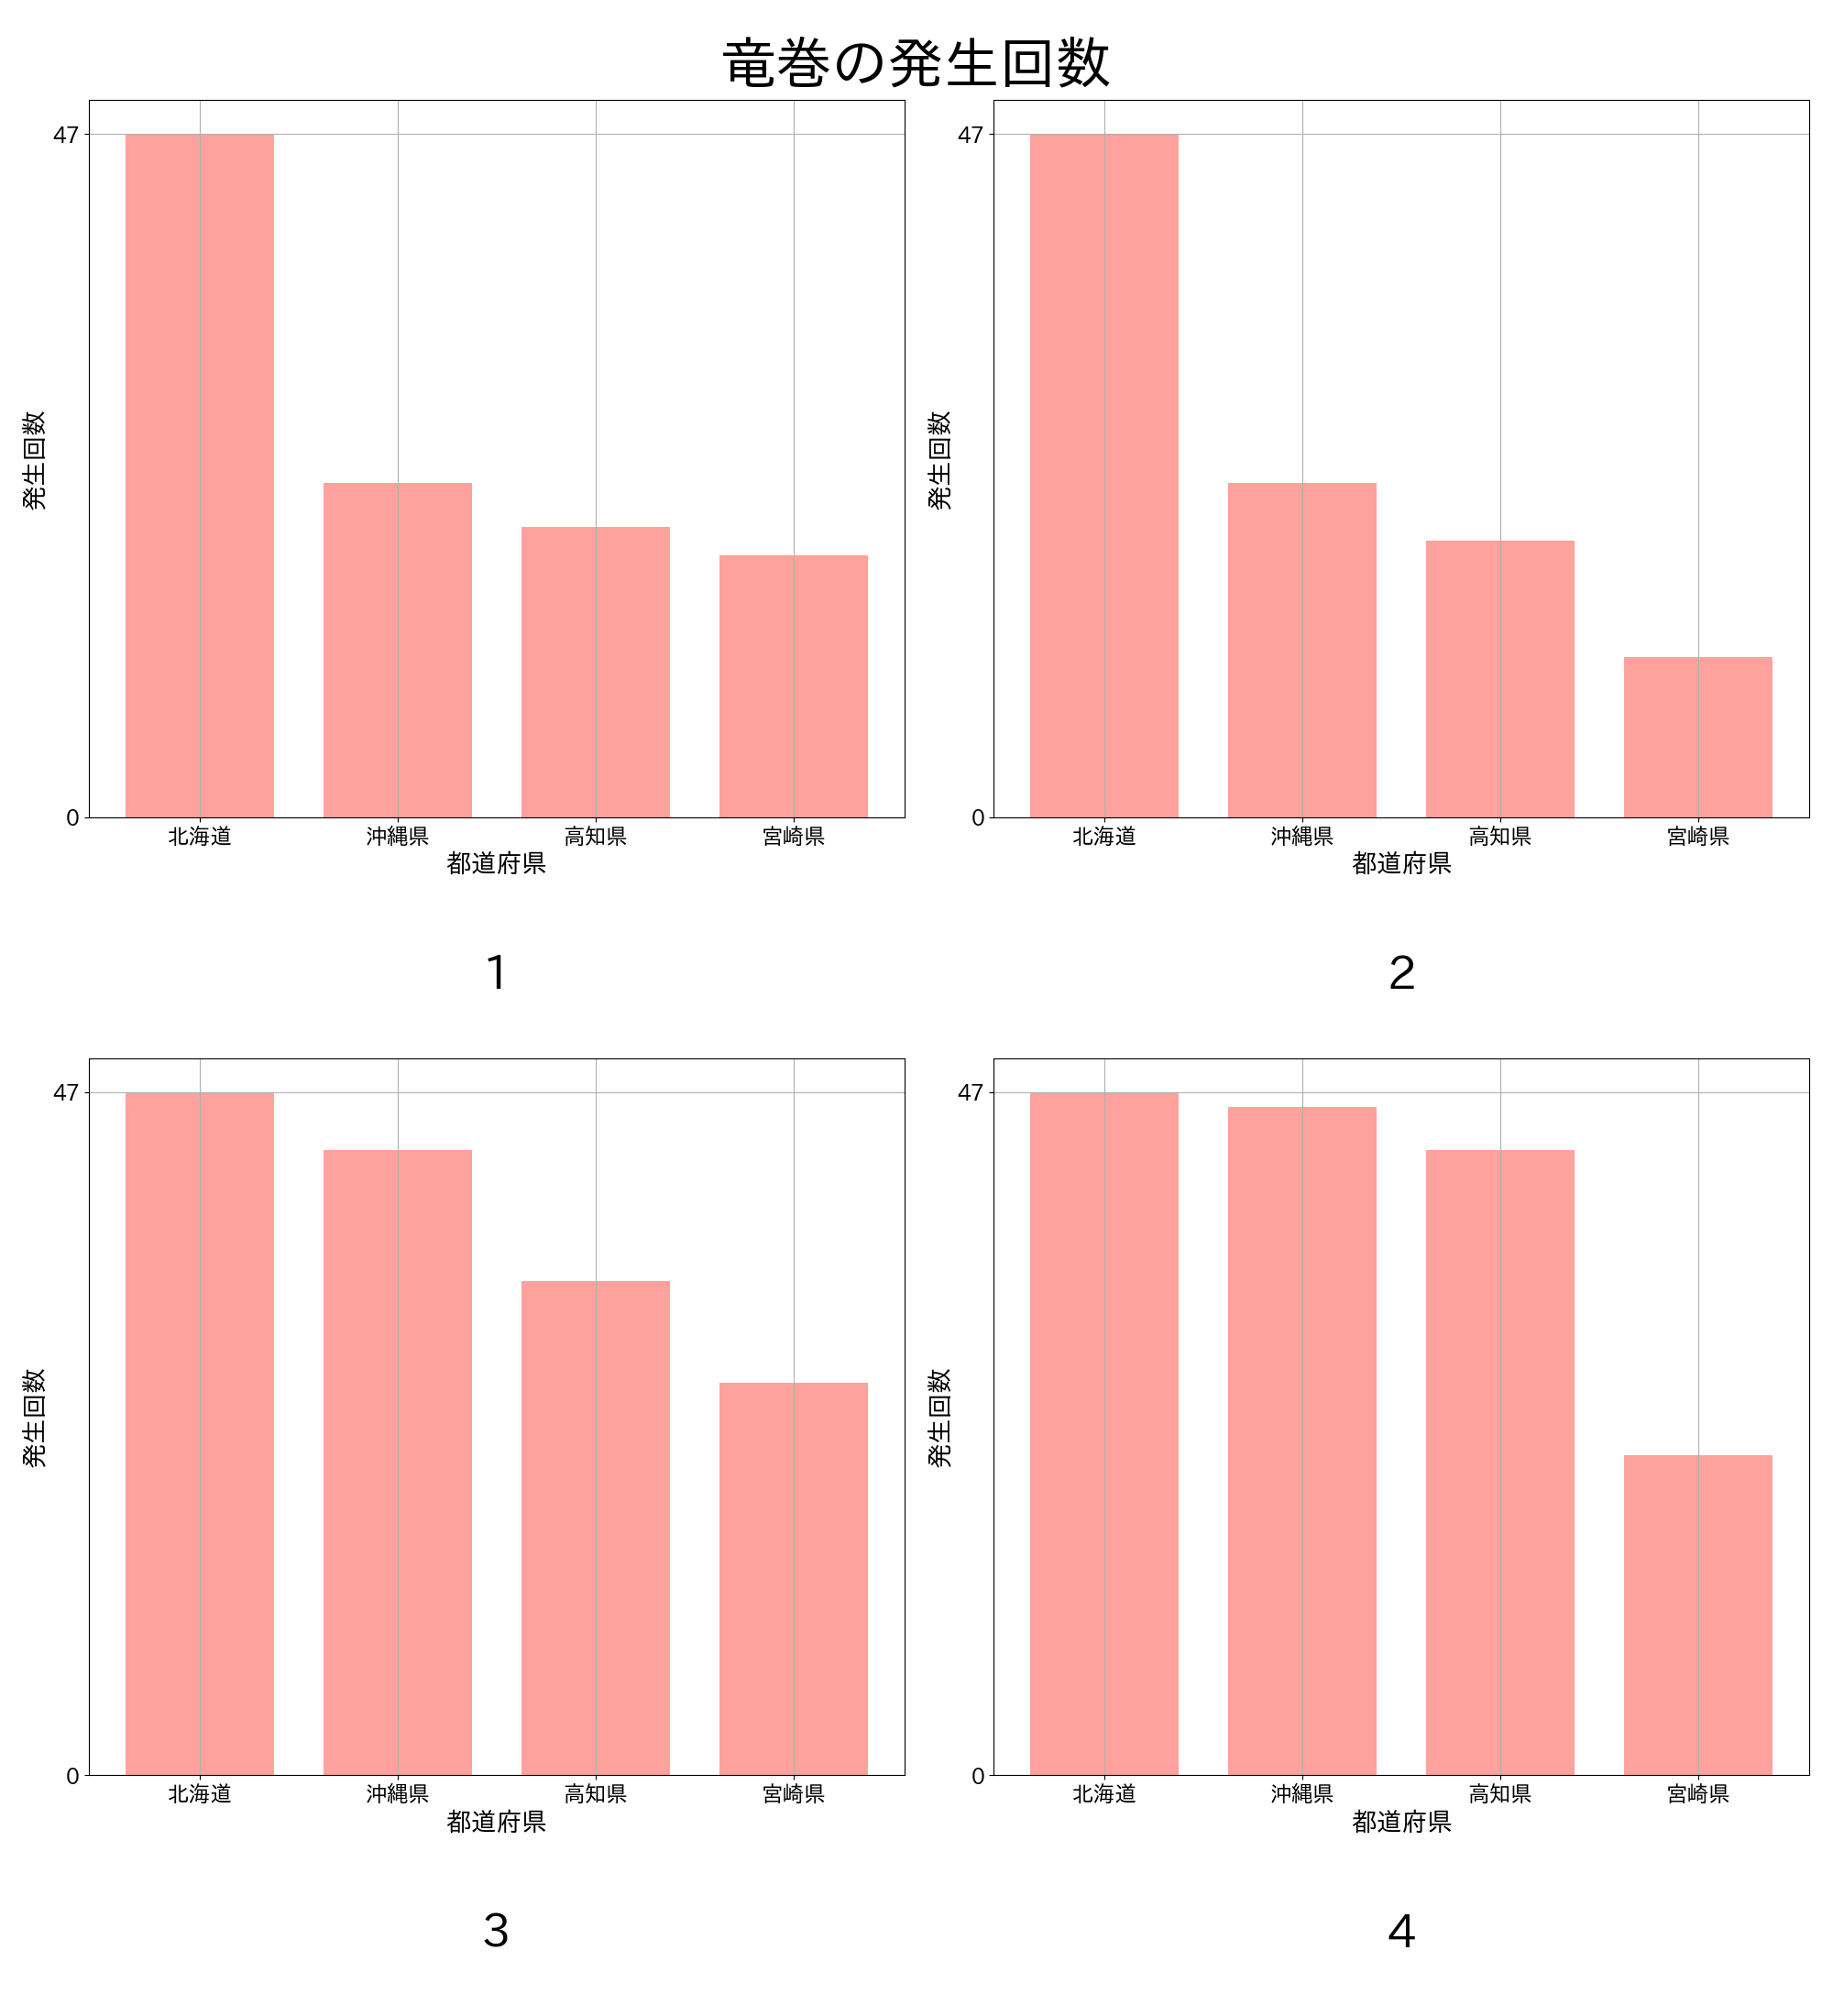 竜巻の発生回数
47
0
発生回数
北海道 沖縄県 高知県 宮崎県
都道府県
1
47
0
発生回数
北海道 沖縄県 高知県 宮崎県
都道府県
2
47
0
発生回数
北海道 沖縄県 高知県 宮崎県
都道府県
3
47
0
発生回数
北海道 沖縄県 高知県 宮崎県
都道府県
4